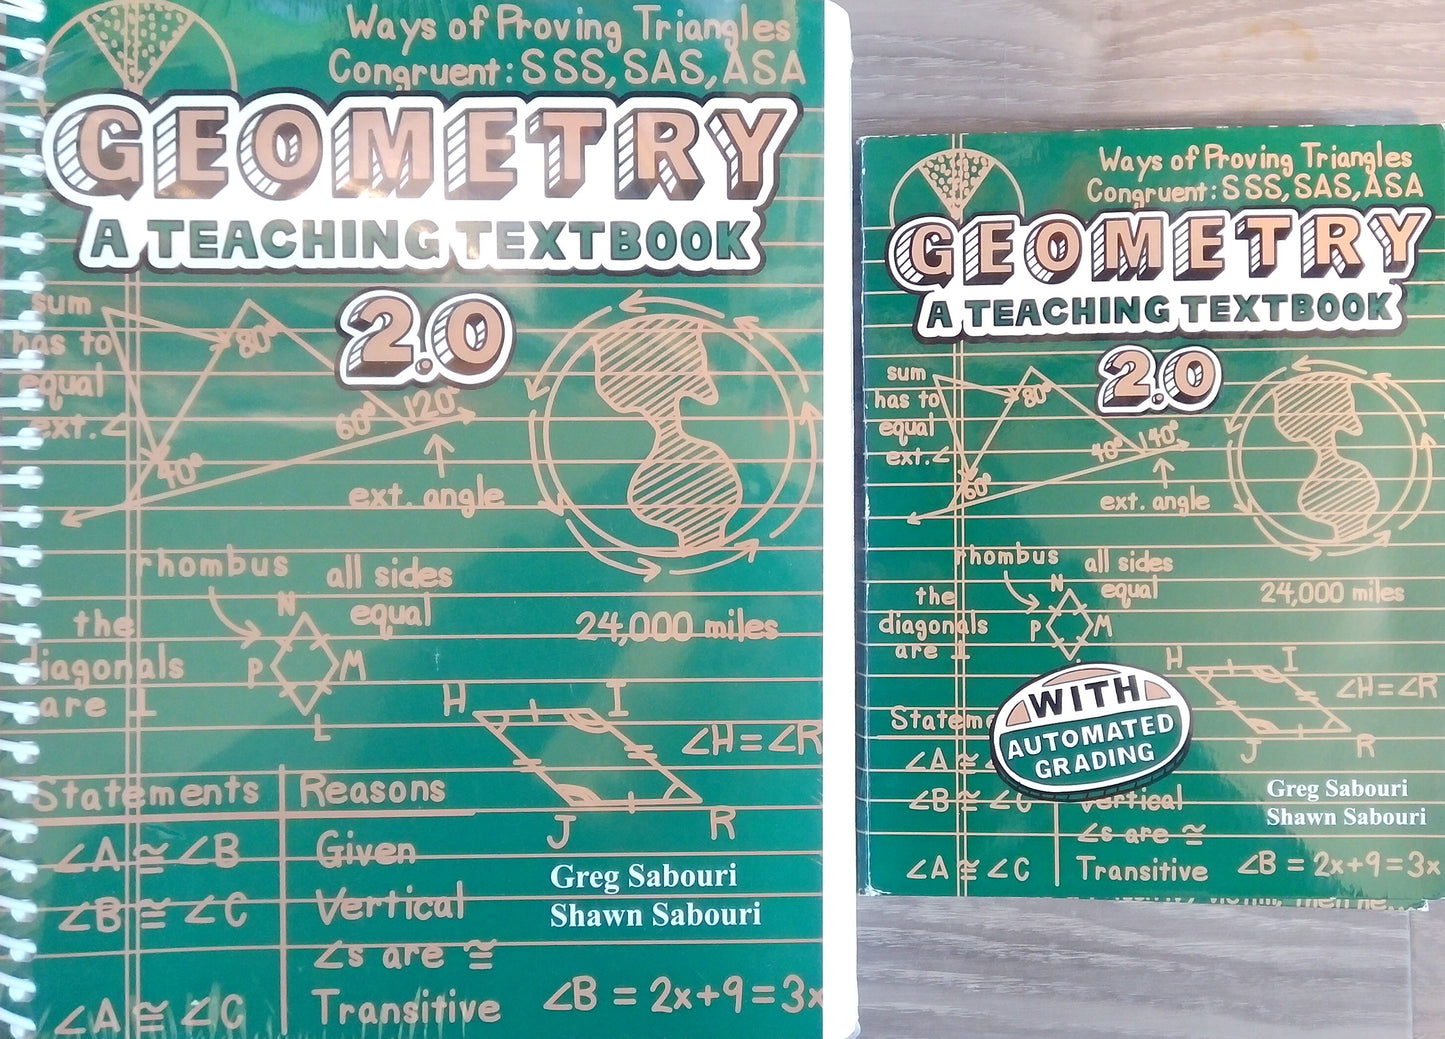 Ways of Proving Triangles
Congruent: SSS, SAS, ASA
GEOMETRY
A TEACHING TEXTBOOK
2.0
sum
has to
equal
ext. ∠
80°
60° 120°
40°
ext. angle
rhombus
all sides
equal
the
diagonals
are ⊥
N
P M
L
24,000 miles
H I
∠H = ∠R
J R
Statements Reasons
∠A ≅ ∠B Given
∠B ≅ ∠C Vertical
∠s are ≅
∠A ≅ ∠C Transitive
Greg Sabouri
Shawn Sabouri
∠B = 2x+9=3x
Ways of Proving Triangles
Congruent: SSS, SAS, ASA
GEOMETRY
A TEACHING TEXTBOOK
2.0
sum
has to
equal
ext. ∠
80°
40° 140°
60°
ext. angle
rhombus
all sides
equal
the
diagonals
are ⊥
N
P M
24,000 miles
H I
∠H = ∠R
J R
WITH
AUTOMATED
GRADING
Stateme
∠A ≅
∠B ≅ ∠C Vertical
∠s are ≅
∠A ≅ ∠C Transitive
Greg Sabouri
Shawn Sabouri
∠B = 2x+9=3x